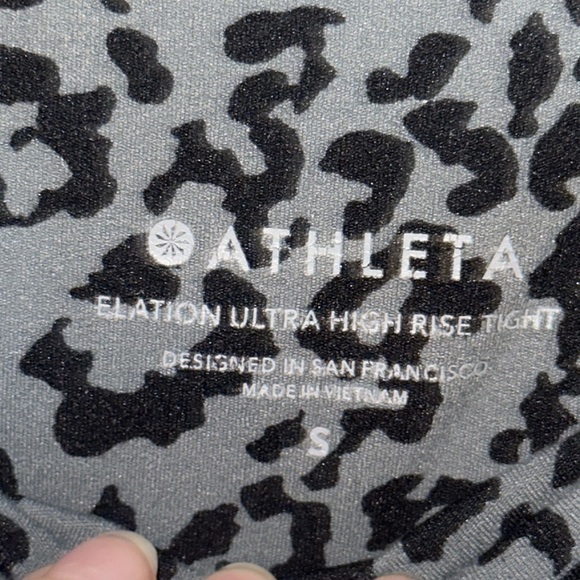 ATHLETA
ELATION ULTRA HIGH RISE TIGHT
DESIGNED IN SAN FRANCISCO
MADE IN VIETNAM
S